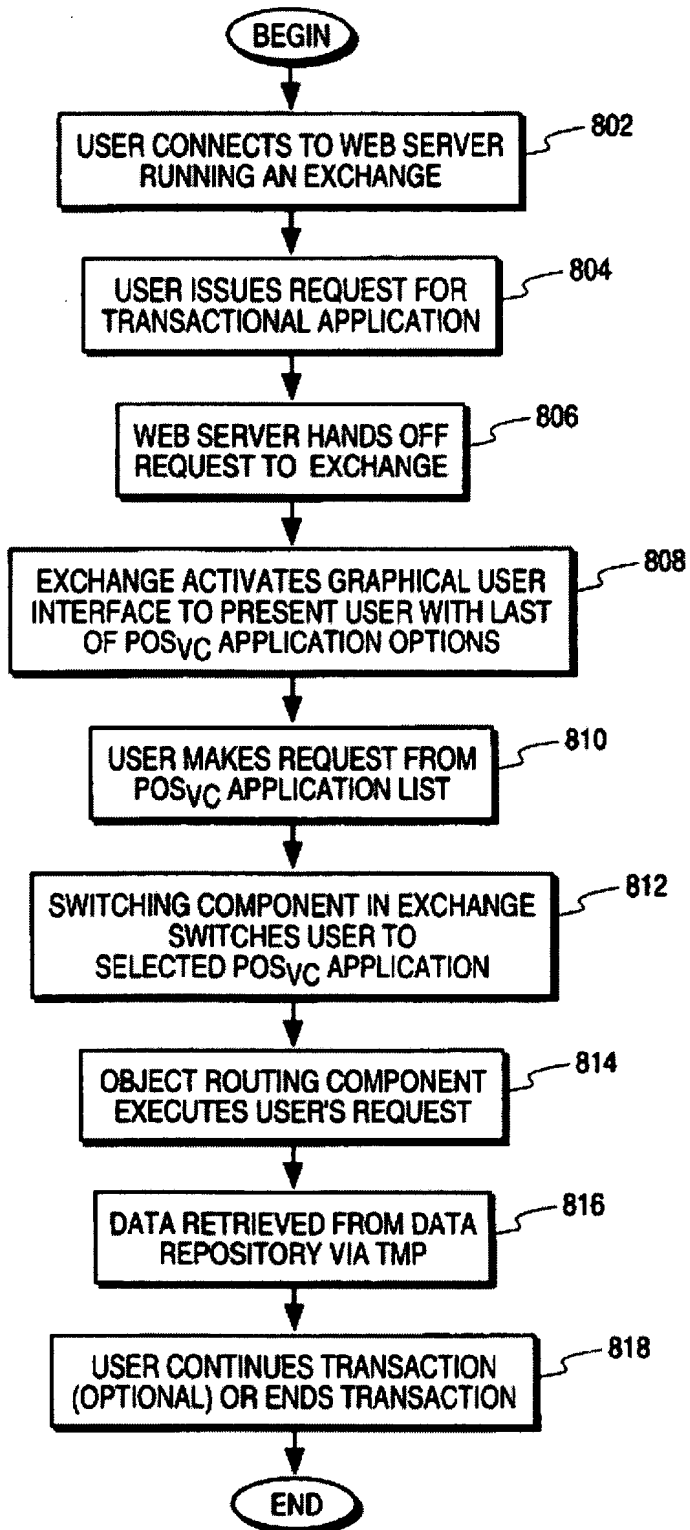 BEGIN
USER CONNECTS TO WEB SERVER
RUNNING AN EXCHANGE
802
USER ISSUES REQUEST FOR
TRANSACTIONAL APPLICATION
804
WEB SERVER HANDS OFF
REQUEST TO EXCHANGE
806
EXCHANGE ACTIVATES GRAPHICAL USER
INTERFACE TO PRESENT USER WITH LAST
OF POSVC APPLICATION OPTIONS
808
USER MAKES REQUEST FROM
POSVC APPLICATION LIST
810
SWITCHING COMPONENT IN EXCHANGE
SWITCHES USER TO
SELECTED POSVC APPLICATION
812
OBJECT ROUTING COMPONENT
EXECUTES USER'S REQUEST
814
DATA RETRIEVED FROM DATA
REPOSITORY VIA TMP
816
USER CONTINUES TRANSACTION
(OPTIONAL) OR ENDS TRANSACTION
818
END